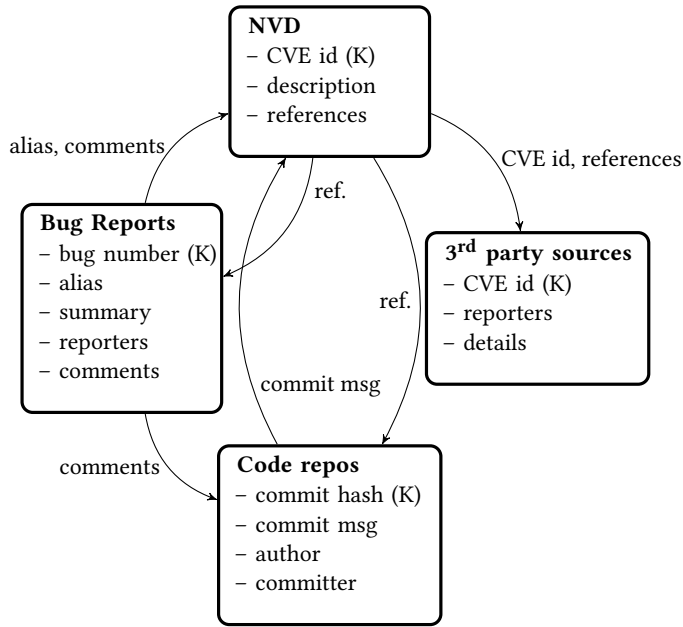 NVD
– CVE id (K)
– description
– references
alias, comments
CVE id, references
ref.
Bug Reports
– bug number (K)
– alias
– summary
– reporters
– comments
3rd party sources
– CVE id (K)
– reporters
– details
ref.
commit msg
comments
Code repos
– commit hash (K)
– commit msg
– author
– committer